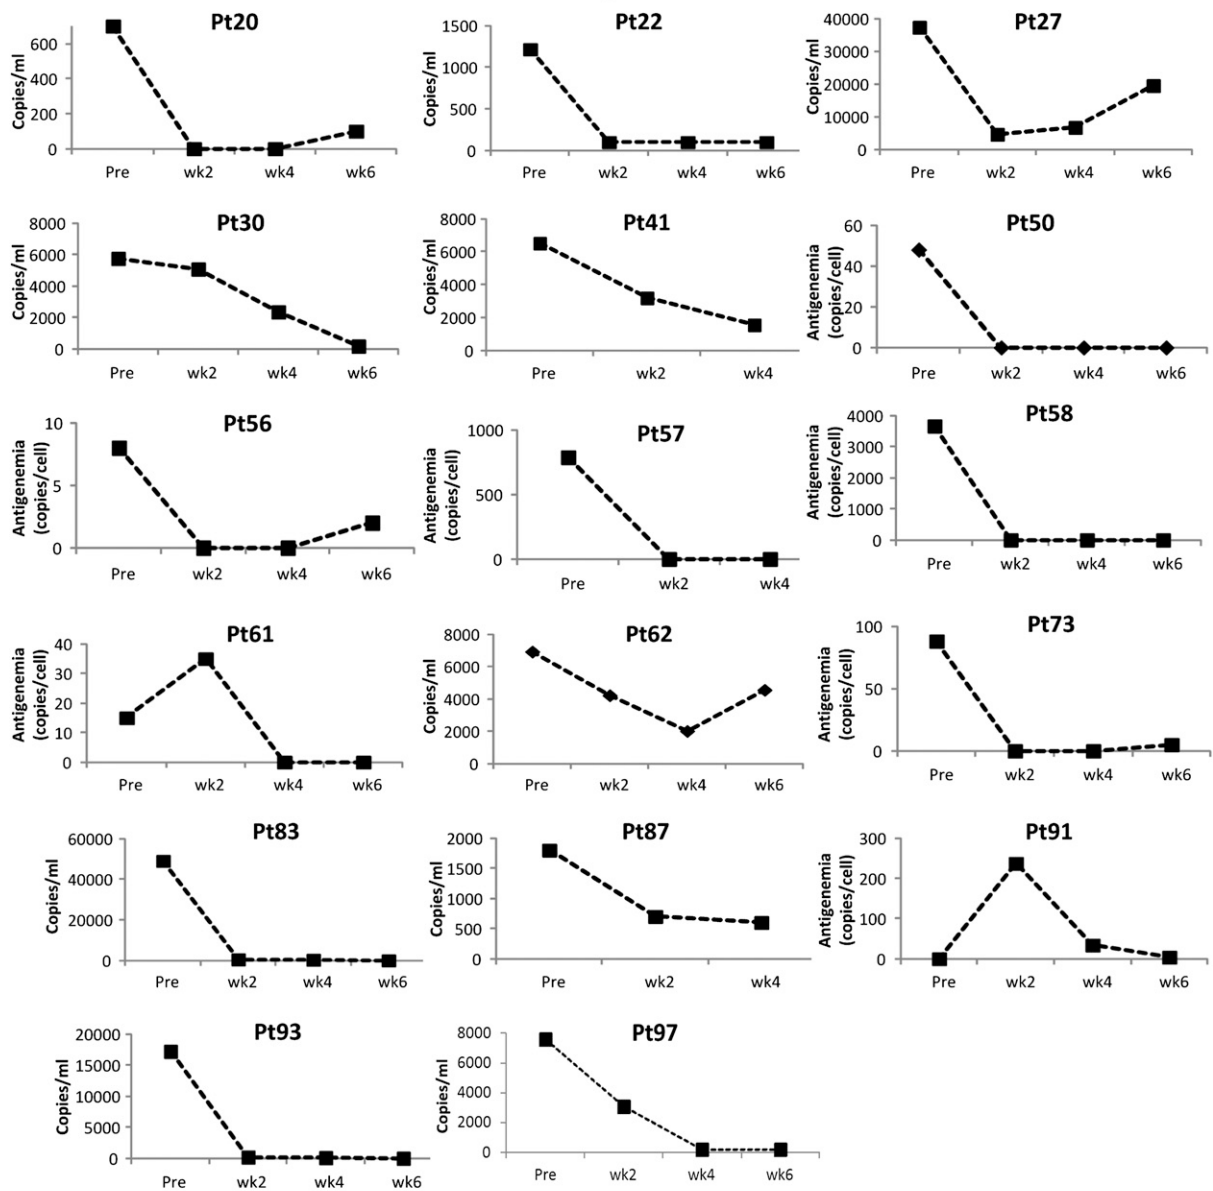 Pt20
Copies/ml
600
400
200
0
Pre wk2 wk4 wk6
Pt22
Copies/ml
1500
1000
500
0
Pre wk2 wk4 wk6
Pt27
Copies/ml
40000
30000
20000
10000
0
Pre wk2 wk4 wk6
Pt30
Copies/ml
8000
6000
4000
2000
0
Pre wk2 wk4 wk6
Pt41
Copies/ml
8000
6000
4000
2000
0
Pre wk2 wk4
Pt50
Antigenemia
(copies/cell)
60
40
20
0
Pre wk2 wk4 wk6
Pt56
Antigenemia
(copies/cell)
10
5
0
Pre wk2 wk4 wk6
Pt57
Antigenemia
(copies/cell)
1000
500
0
Pre wk2 wk4
Pt58
Antigenemia
(copies/cell)
4000
3000
2000
1000
0
Pre wk2 wk4 wk6
Pt61
Antigenemia
(copies/cell)
40
30
20
10
0
Pre wk2 wk4 wk6
Pt62
Copies/ml
8000
6000
4000
2000
0
Pre wk2 wk4 wk6
Pt73
Antigenemia
(copies/cell)
100
50
0
Pre wk2 wk4 wk6
Pt83
Copies/ml
60000
40000
20000
0
Pre wk2 wk4 wk6
Pt87
Copies/ml
2000
1500
1000
500
0
Pre wk2 wk4
Pt91
Antigenemia
(copies/cell)
300
200
100
0
Pre wk2 wk4 wk6
Pt93
Copies/ml
20000
15000
10000
5000
0
Pre wk2 wk4 wk6
Pt97
Copies/ml
8000
6000
4000
2000
0
Pre wk2 wk4 wk6